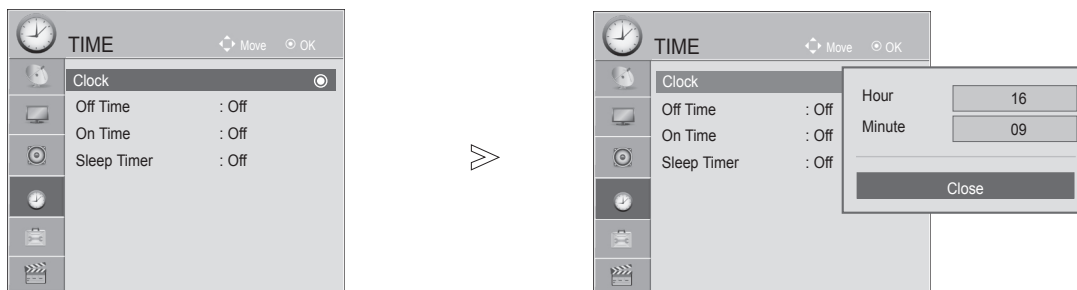 TIME
Move OK
Clock
Off Time : Off
On Time : Off
Sleep Timer : Off
TIME
Move OK
Clock
Off Time : Off
On Time : Off
Sleep Timer : Off
Hour 16
Minute 09
Close